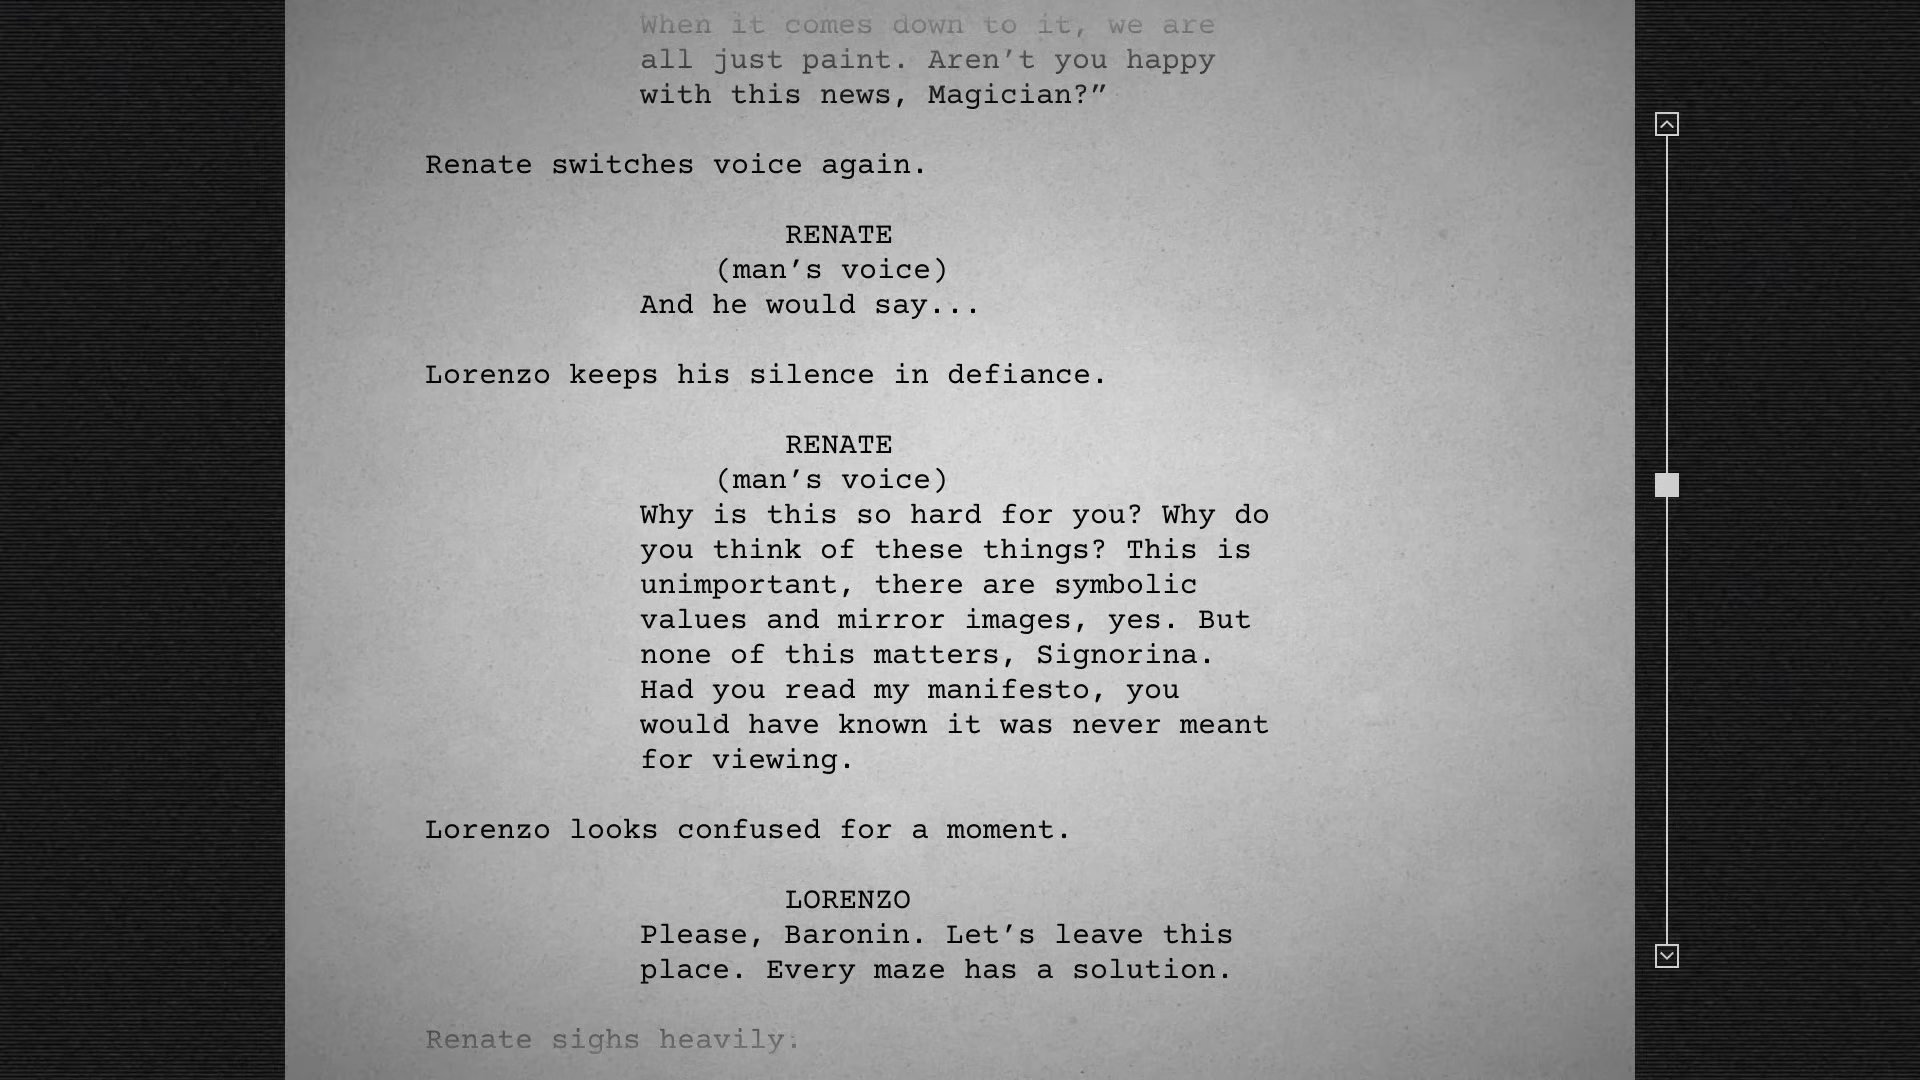 When it comes down to it, we are
all just paint. Aren’t you happy
with this news, Magician?”
Renate switches voice again.
RENATE
(man’s voice)
And he would say...
Lorenzo keeps his silence in defiance.
RENATE
(man’s voice)
Why is this so hard for you? Why do
you think of these things? This is
unimportant, there are symbolic
values and mirror images, yes. But
none of this matters, Signorina.
Had you read my manifesto, you
would have known it was never meant
for viewing.
Lorenzo looks confused for a moment.
LORENZO
Please, Baronin. Let’s leave this
place. Every maze has a solution.
Renate sighs heavily.